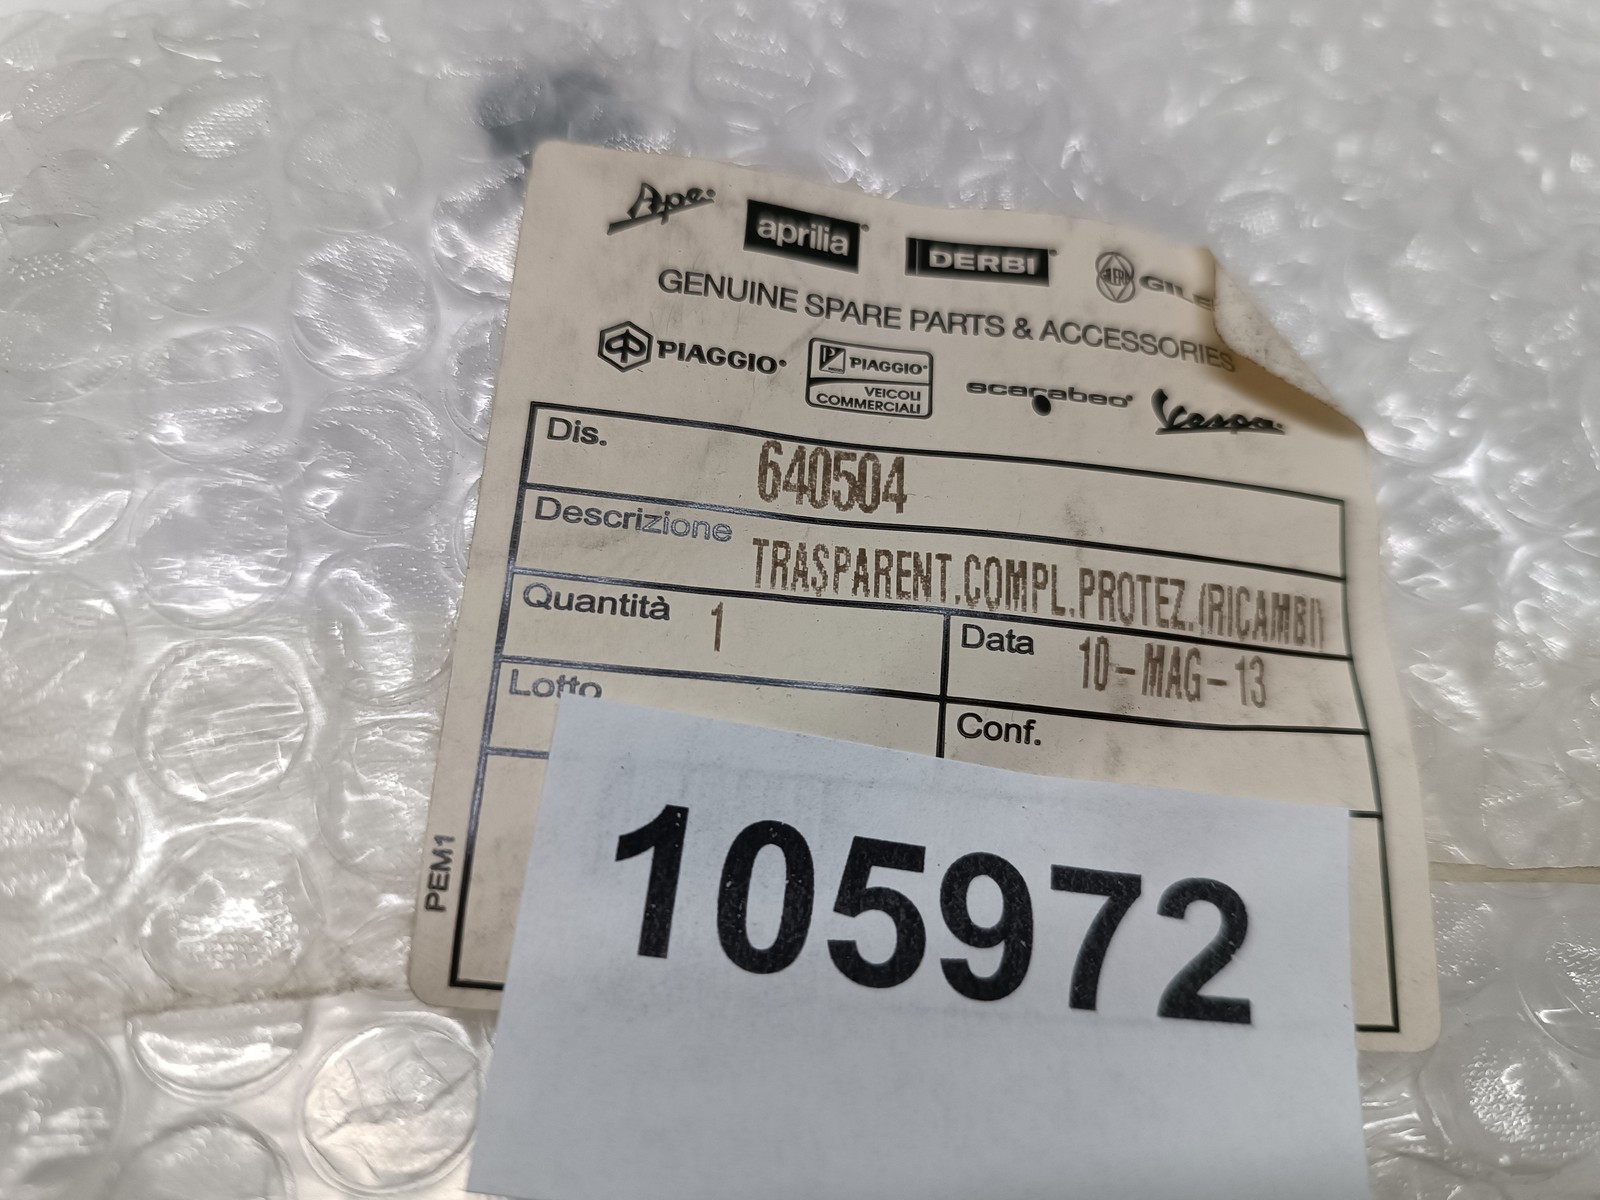 Ape
aprilia DERBI GILE
GENUINE SPARE PARTS & ACCESSORIES
PIAGGIO PIAGGIO VEICOLI COMMERCIALI scarabeo Vespa
Dis. 640504
Descrizione TRASPARENT.COMPL.PROTEZ.(RICAMBI)
Quantità 1 Data 10-MAG-13
Lotto Conf.
PEM1
105972